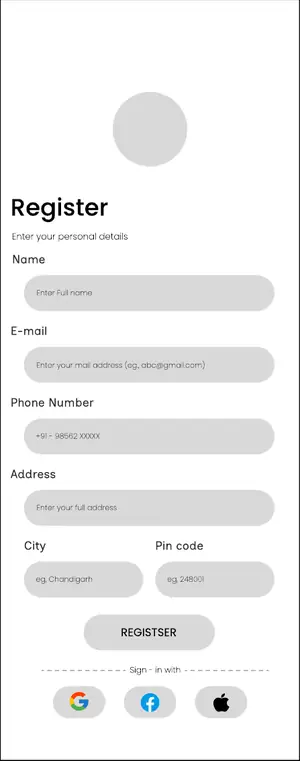 Register
Enter your personal details
Name
Enter Full name
E-mail
Enter your mail address (eg., abc@gmail.com)
Phone Number
+91 - 98562 XXXXX
Address
Enter your full address
City Pin code
eg, Chandigarh eg, 248001
REGISTSER
Sign - in with